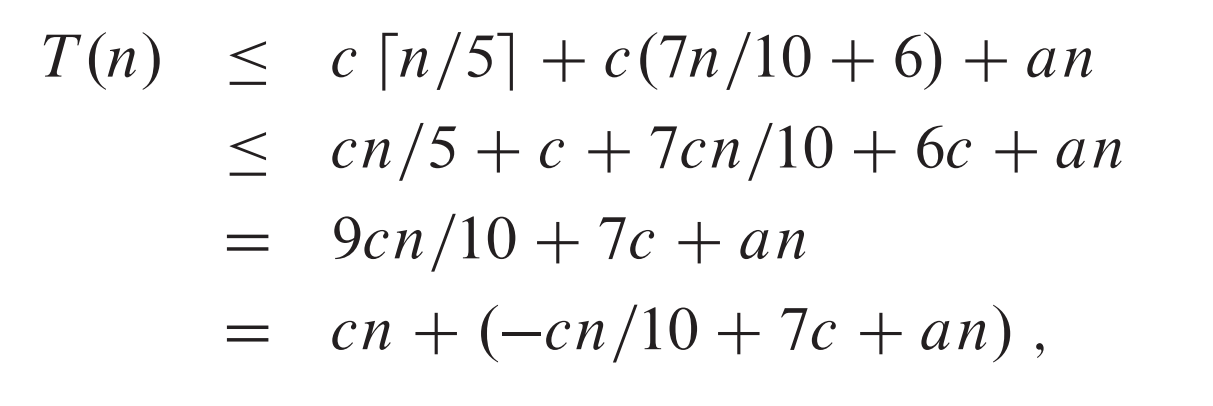 T(n) ≤ c ⌈n/5⌉ + c(7n/10 + 6) + an
≤ cn/5 + c + 7cn/10 + 6c + an
= 9cn/10 + 7c + an
= cn + (−cn/10 + 7c + an) ,